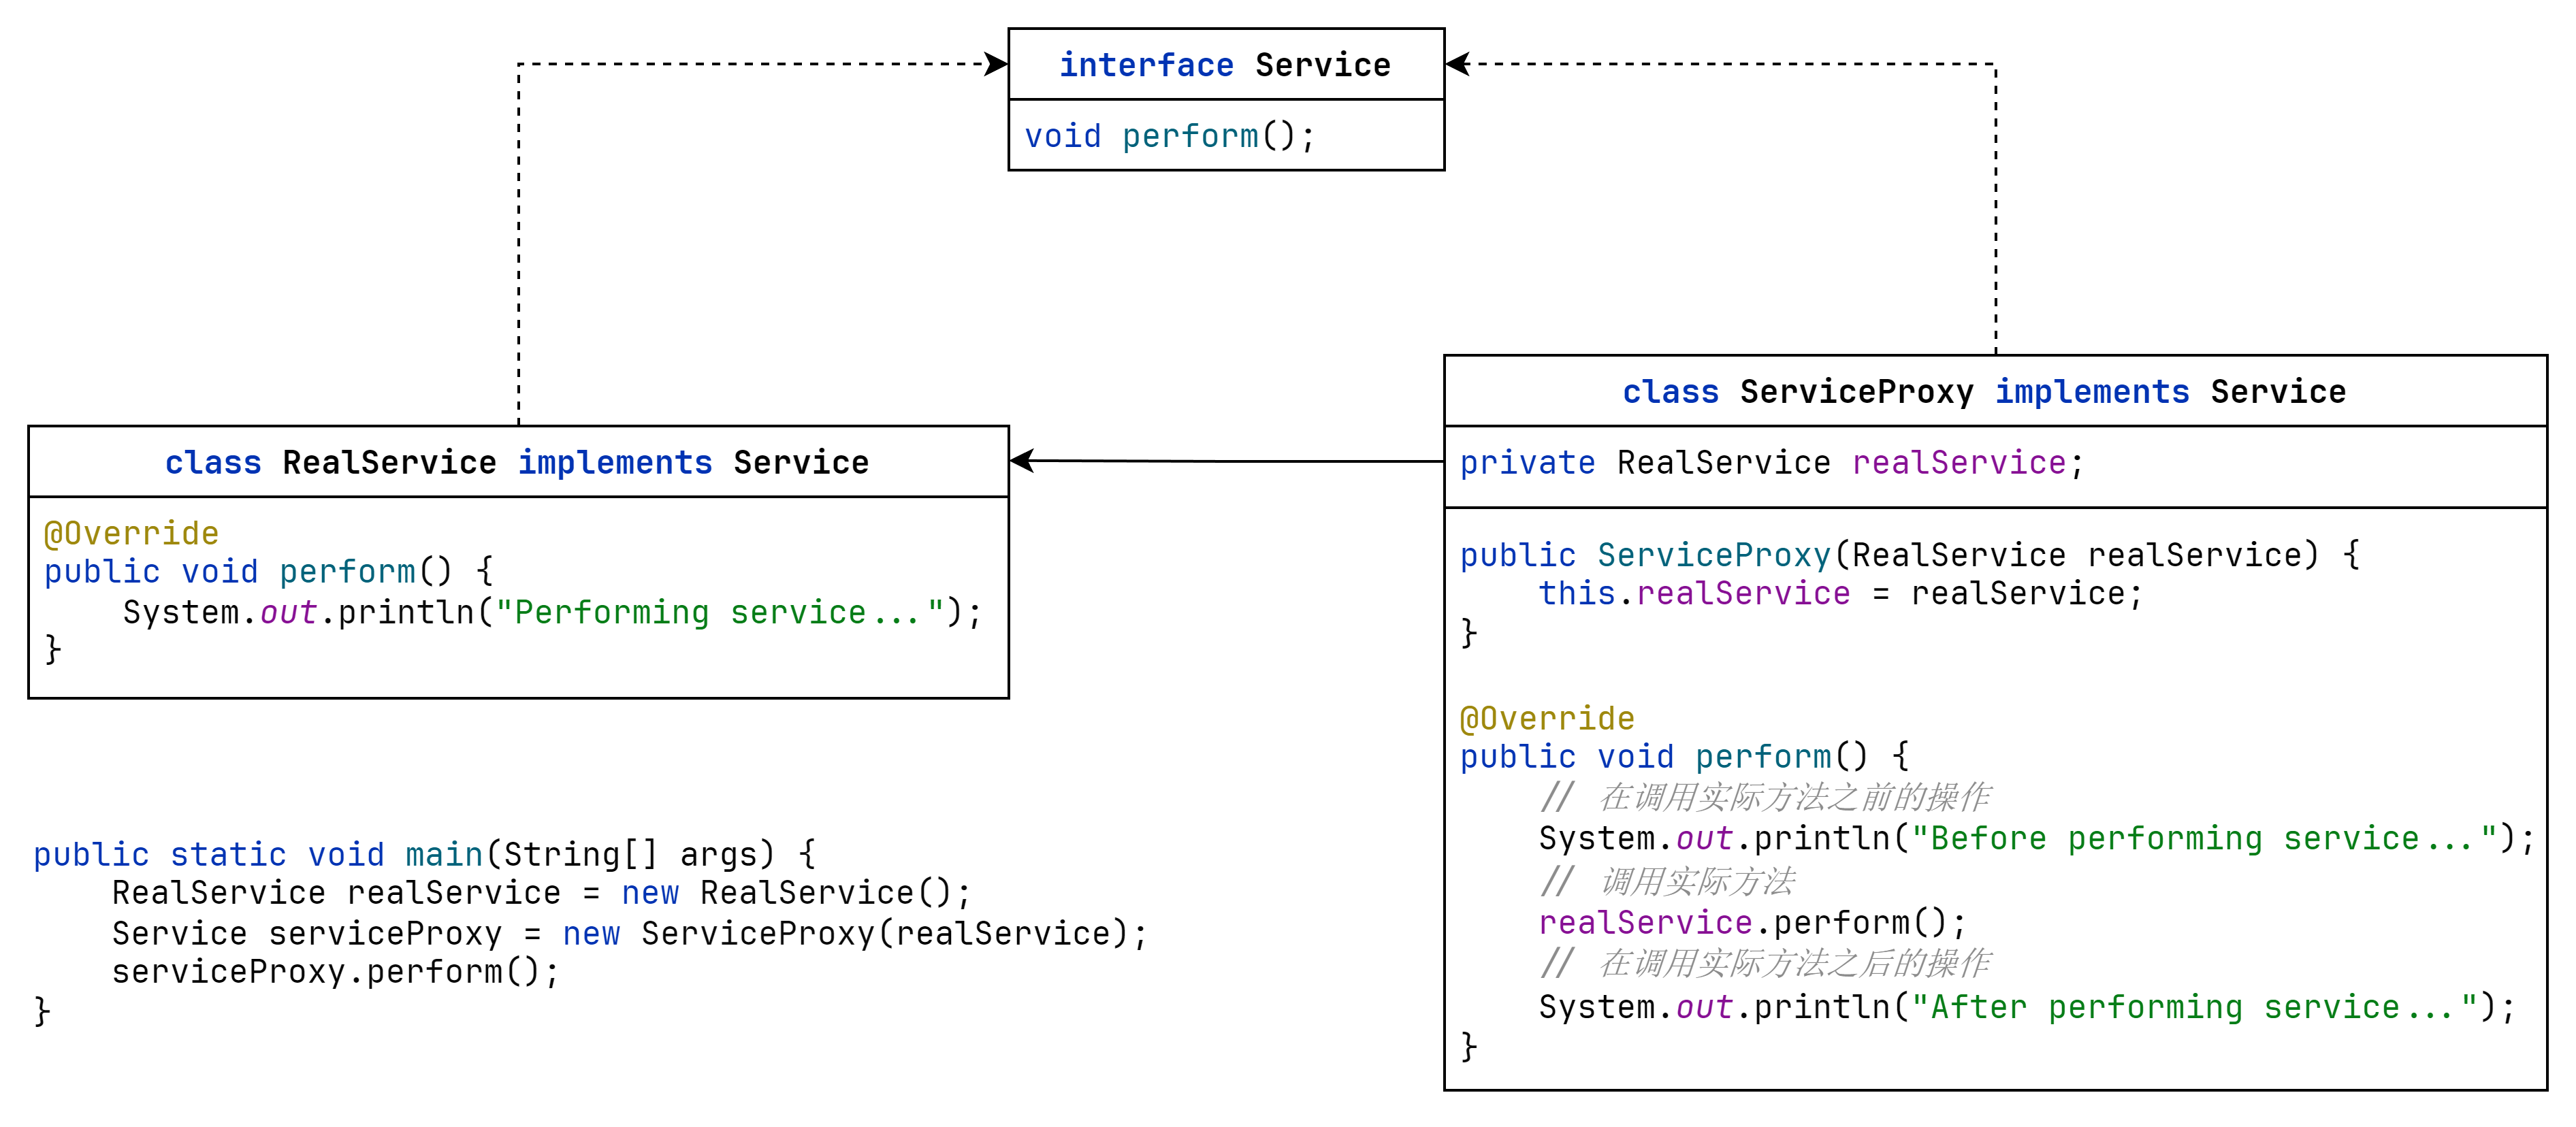 interface Service
void perform();
class RealService implements Service
@Override
public void perform() {
    System.out.println("Performing service...");
}
class ServiceProxy implements Service
private RealService realService;
public ServiceProxy(RealService realService) {
    this.realService = realService;
}
@Override
public void perform() {
    // 在调用实际方法之前的操作
    System.out.println("Before performing service...");
    // 调用实际方法
    realService.perform();
    // 在调用实际方法之后的操作
    System.out.println("After performing service...");
}
public static void main(String[] args) {
    RealService realService = new RealService();
    Service serviceProxy = new ServiceProxy(realService);
    serviceProxy.perform();
}